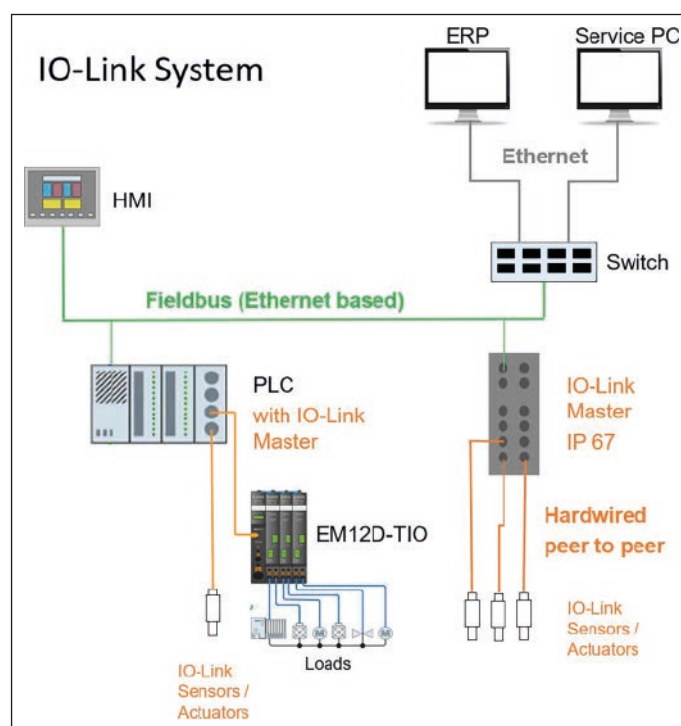 IO-Link System
ERP
Service PC
Ethernet
HMI
Switch
Fieldbus (Ethernet based)
PLC
with IO-Link
Master
IO-Link
Master
IP 67
EM12D-TIO
Hardwired
peer to peer
M
M
Loads
IO-Link
Sensors /
Actuators
IO-Link
Sensors /
Actuators